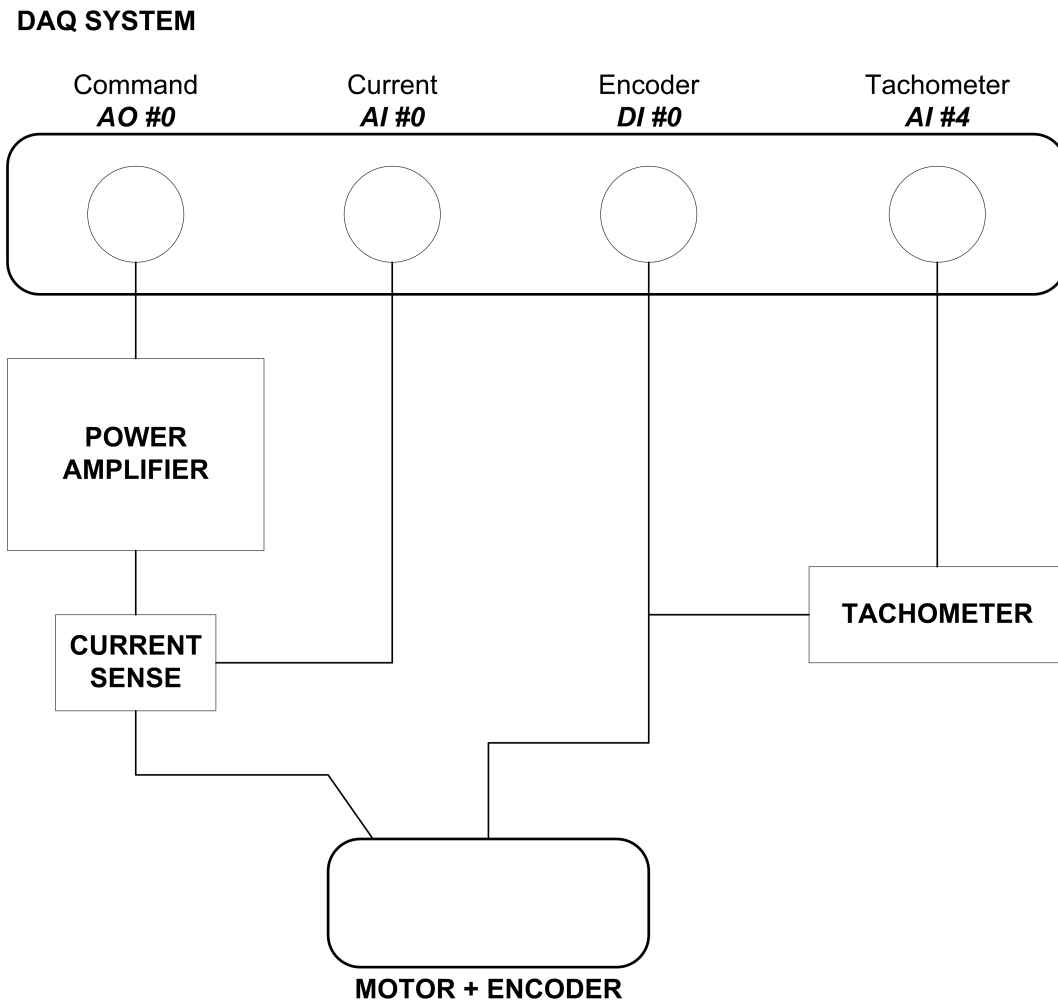 DAQ SYSTEM
Command
AO #0
Current
AI #0
Encoder
DI #0
Tachometer
AI #4
POWER
AMPLIFIER
CURRENT
SENSE
TACHOMETER
MOTOR + ENCODER